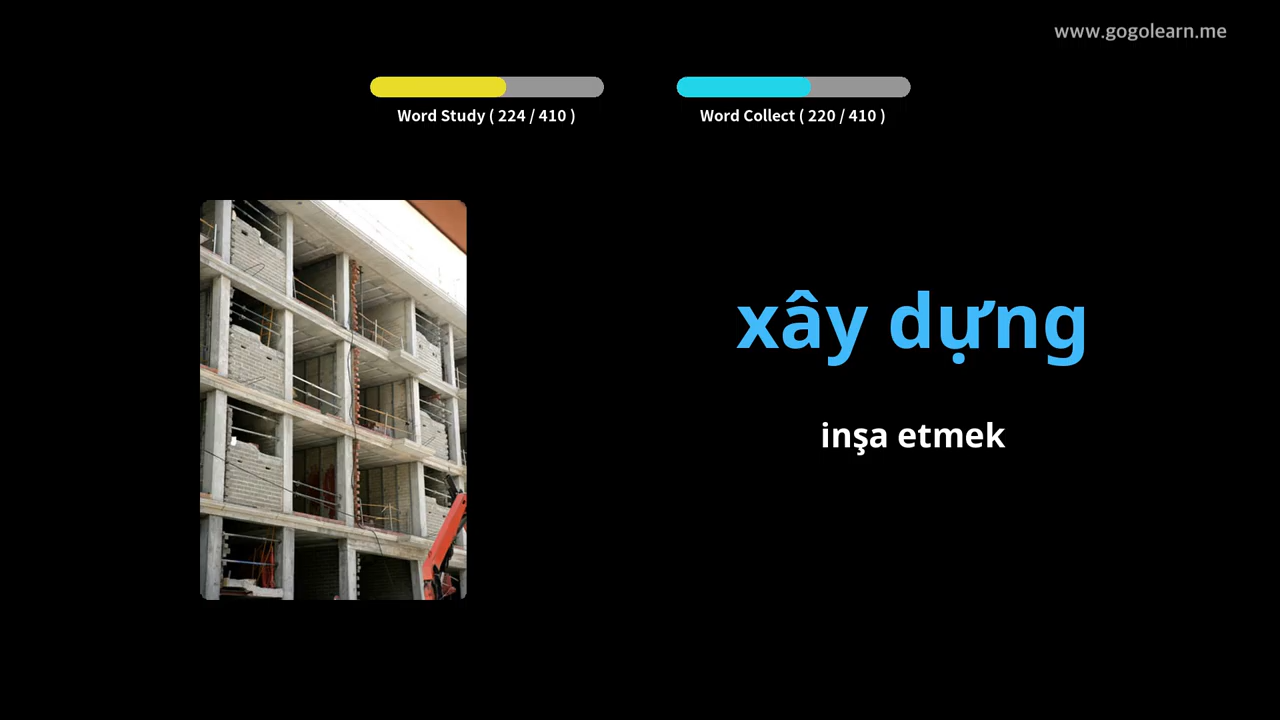 www.gogolearn.me
Word Study ( 224 / 410 )
Word Collect ( 220 / 410 )
xây dựng
inşa etmek